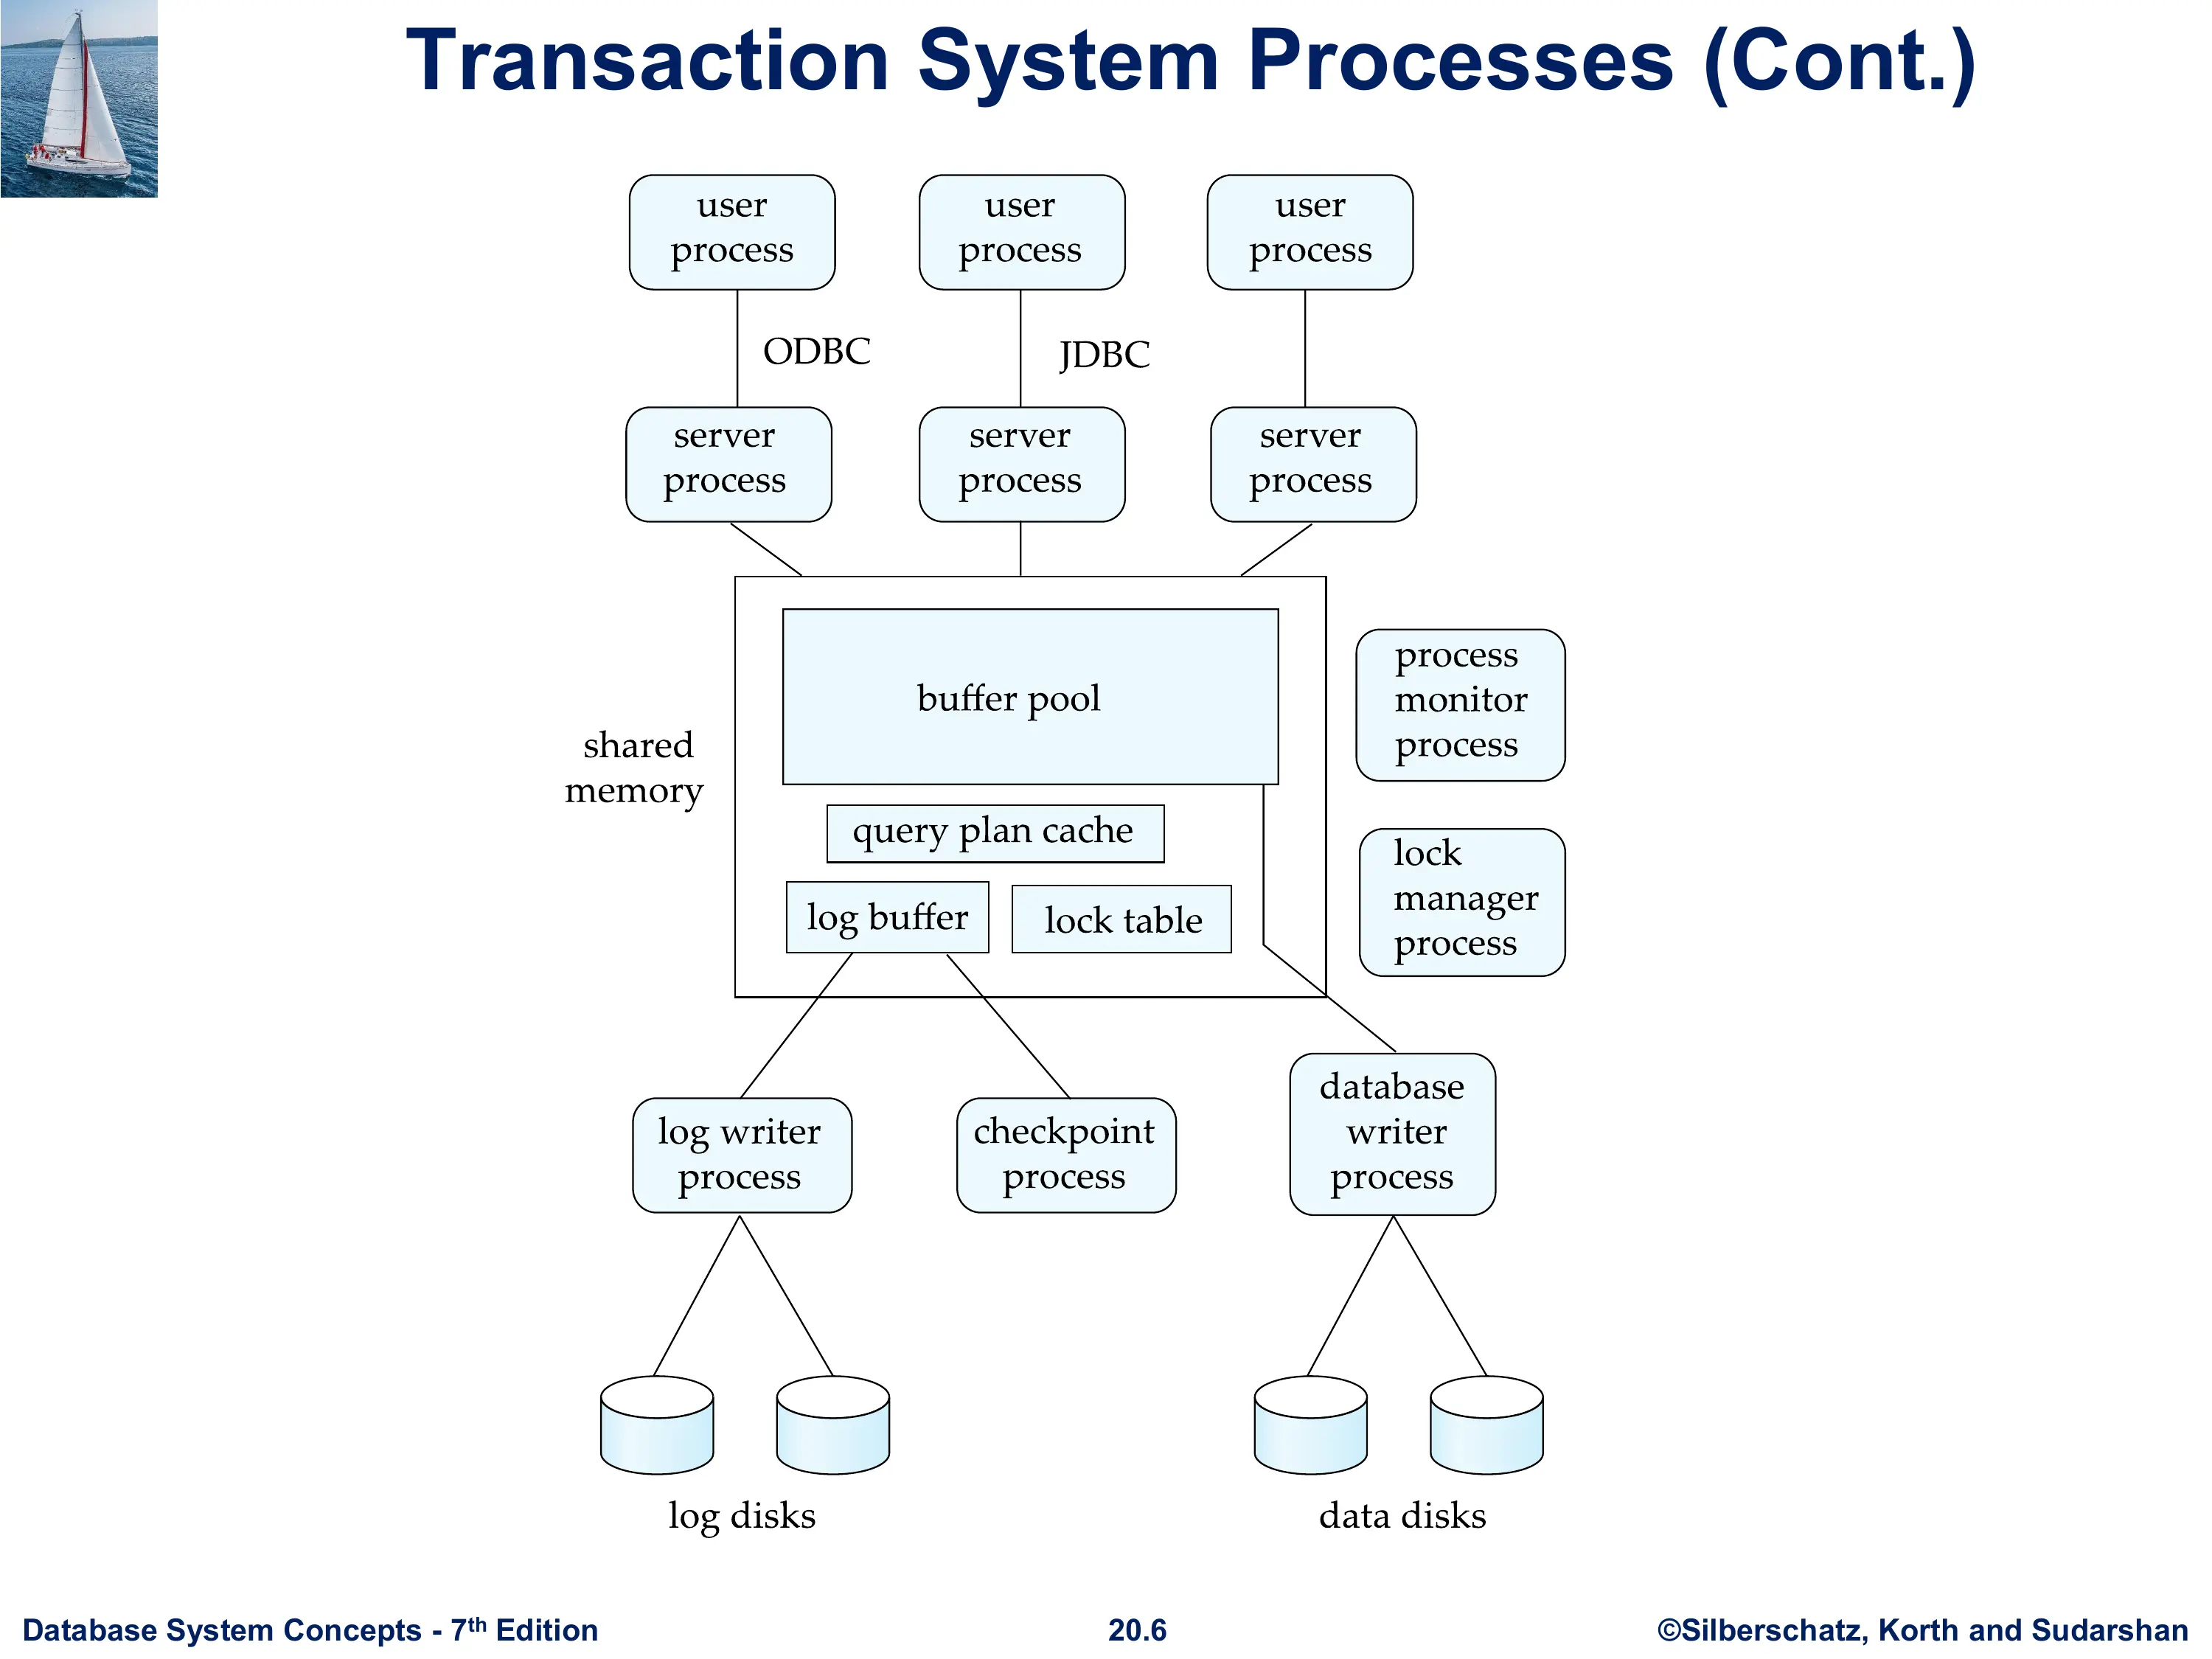 Transaction System Processes (Cont.)
user
process
user
process
user
process
ODBC
JDBC
server
process
server
process
server
process
shared
memory
buffer pool
query plan cache
log buffer
lock table
process
monitor
process
lock
manager
process
log writer
process
checkpoint
process
database
writer
process
log disks
data disks
Database System Concepts - 7th Edition
20.6
©Silberschatz, Korth and Sudarshan